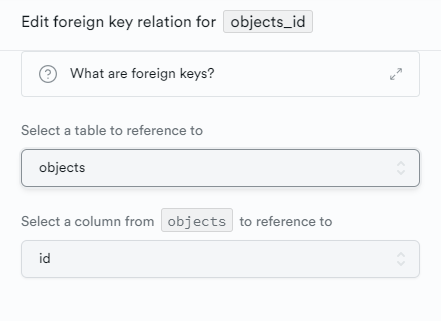 Edit foreign key relation for objects_id
What are foreign keys?
Select a table to reference to
objects
Select a column from objects to reference to
id